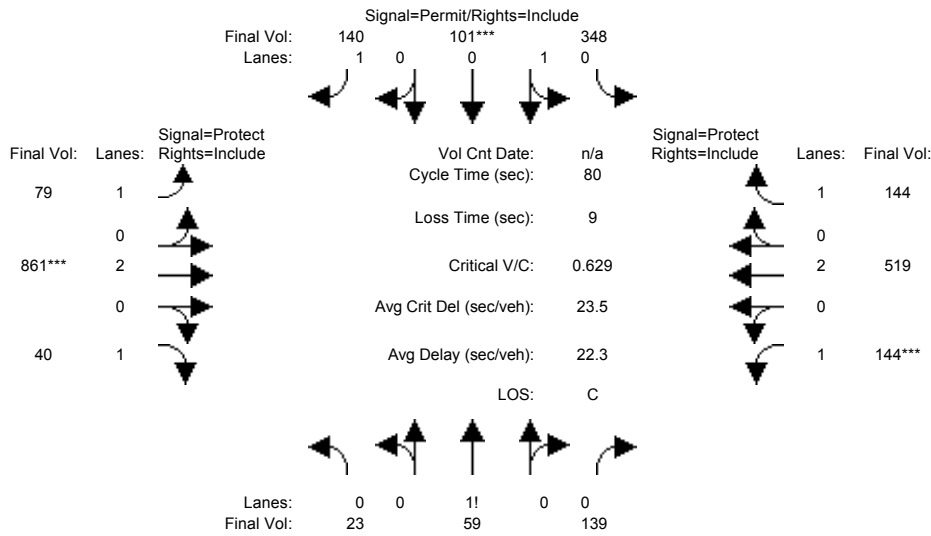 Signal=Permit/Rights=Include
Final Vol: 140 101*** 348
Lanes: 1 0 0 1 0
Signal=Protect Signal=Protect
Final Vol: Lanes: Rights=Include Vol Cnt Date: n/a Rights=Include Lanes: Final Vol:
Cycle Time (sec): 80
79 1 1 144
Loss Time (sec): 9
0 0
861*** 2 Critical V/C: 0.629 2 519
0 Avg Crit Del (sec/veh): 23.5 0
40 1 Avg Delay (sec/veh): 22.3 1 144***
LOS: C
Lanes: 0 0 1! 0 0
Final Vol: 23 59 139